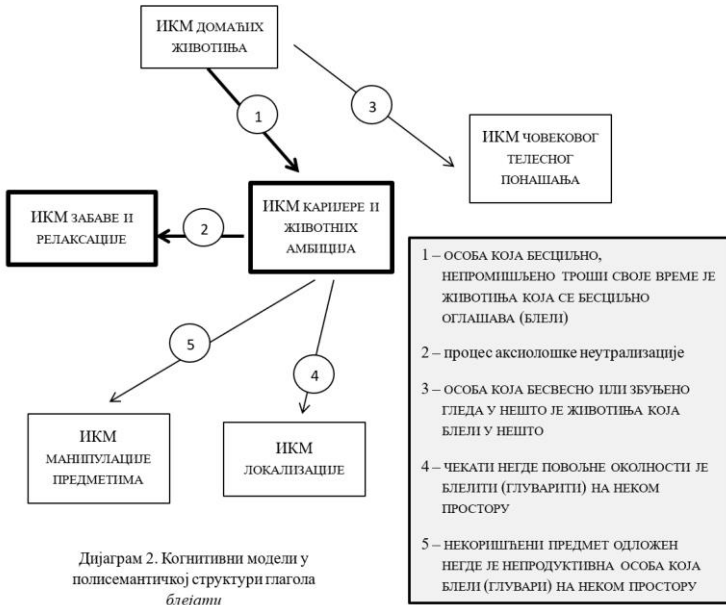 ИКМ ДОМАЋИХ
ЖИВОТИЊА
1
3
ИКМ ЧОВЕКОВОГ
ТЕЛЕСНОГ
ПОНАШАЊА
ИКМ ЗАБАВЕ И
РЕЛАКСАЦИЈЕ
2
ИКМ КАРИЈЕРЕ И
ЖИВОТНИХ
АМБИЦИЈА
5
4
ИКМ
МАНИПУЛАЦИЈЕ
ПРЕДМЕТИМА
ИКМ
ЛОКАЛИЗАЦИЈЕ
1 – ОСОБА КОЈА БЕСЦИЉНО,
НЕПРОМИШЉЕНО ТРОШИ СВОЈЕ ВРЕМЕ ЈЕ
ЖИВОТИЊА КОЈА СЕ БЕСЦИЉНО
ОГЛАШАВА (БЛЕЈИ)
2 – процес аксиолошке неутрализације
3 – ОСОБА КОЈА БЕСВЕСНО ИЛИ ЗБУЊЕНО
ГЛЕДА У НЕШТО ЈЕ ЖИВОТИЊА КОЈА
БЛЕЈИ У НЕШТО
4 – ЧЕКАТИ НЕГДЕ ПОВОЉНЕ ОКОЛНОСТИ ЈЕ
БЛЕЈИТИ (ГЛУВАРИТИ) НА НЕКОМ
ПРОСТОРУ
5 – НЕКОРИШЋЕНИ ПРЕДМЕТ ОДЛОЖЕН
НЕГДЕ ЈЕ НЕПРОДУКТИВНА ОСОБА КОЈА
БЛЕЈИ (ГЛУВАРИ) НА НЕКОМ ПРОСТОРУ
Дијаграм 2. Когнитивни модели у
полисемантичкој структури глагола
блејати